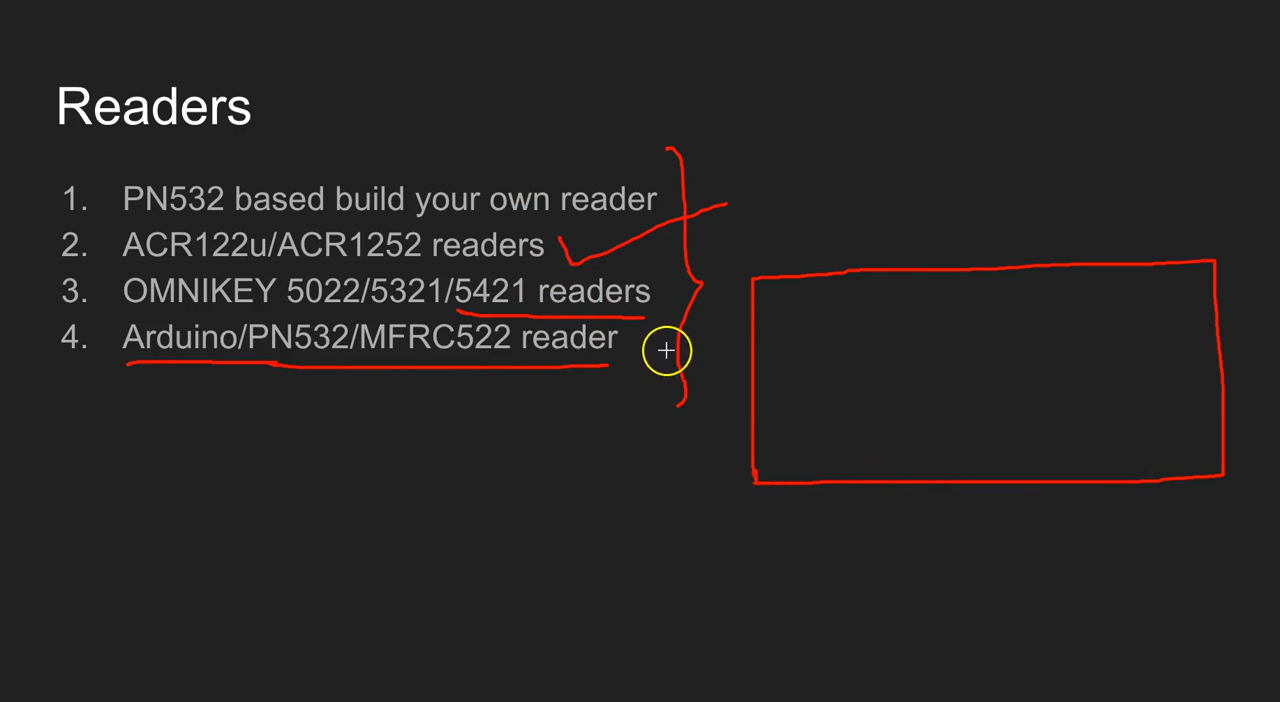 Readers
1. PN532 based build your own reader
2. ACR122u/ACR1252 readers
3. OMNIKEY 5022/5321/5421 readers
4. Arduino/PN532/MFRC522 reader